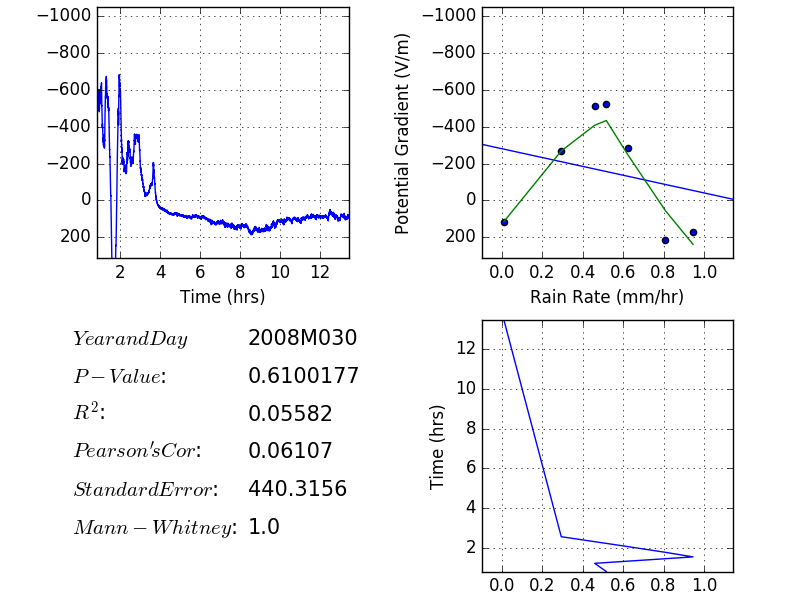 −1000
−800
−600
−400
−200
0
200
2 4 6 8 10 12
Time (hrs)
−1000
−800
−600
−400
−200
0
200
Potential Gradient (V/m)
0.0 0.2 0.4 0.6 0.8 1.0
Rain Rate (mm/hr)
YearandDay 2008M030
P−Value: 0.6100177
R²: 0.05582
Pearson'sCor: 0.06107
StandardError: 440.3156
Mann−Whitney: 1.0
12
10
8
6
4
2
Time (hrs)
0.0 0.2 0.4 0.6 0.8 1.0